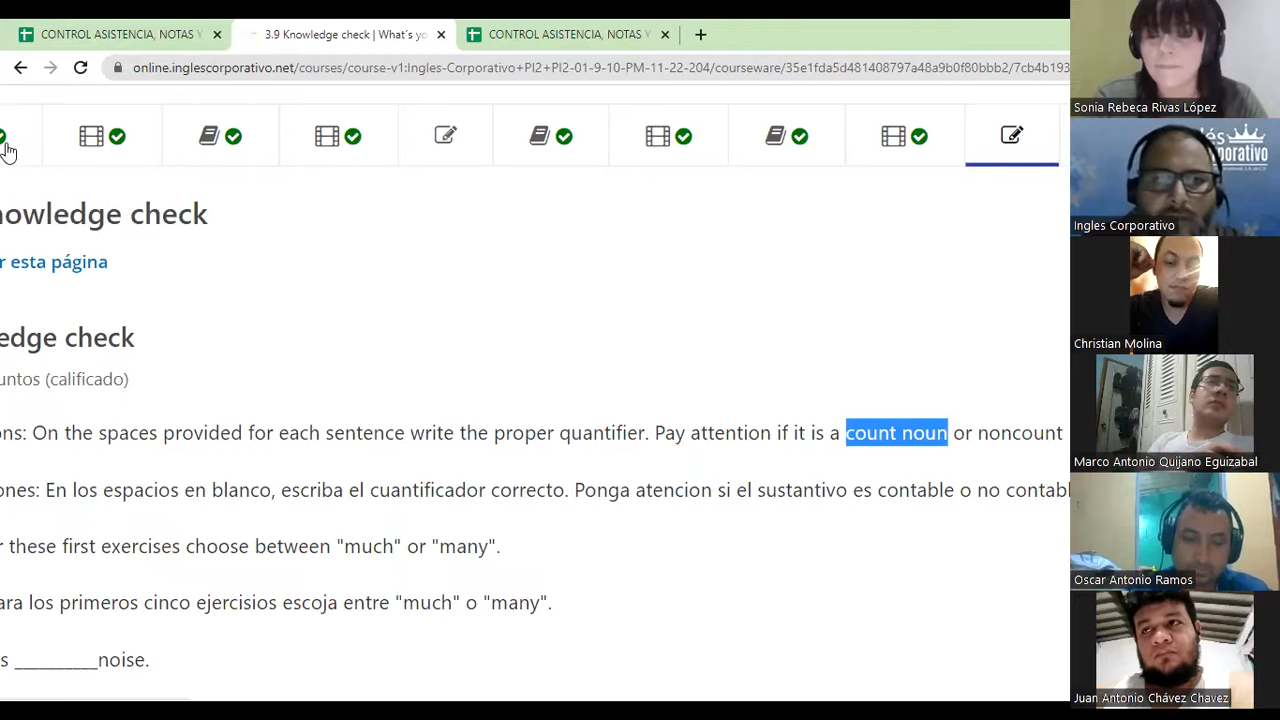 CONTROL ASISTENCIA, NOTAS Y
3.9 Knowledge check | What´s yo
CONTROL ASISTENCIA, NOTAS Y
online.inglescorporativo.net/courses/course-v1:Ingles-Corporativo+PI2+PI2-01-9-10-PM-11-22-204/courseware/35e1fda5d481408797a48a9b0f80bbb2/7cb4b193
nowledge check
r esta página
edge check
untos (calificado)
ons: On the spaces provided for each sentence write the proper quantifier. Pay attention if it is a count noun or noncount
ones: En los espacios en blanco, escriba el cuantificador correcto. Ponga atencion si el sustantivo es contable o no contabl
r these first exercises choose between "much" or "many".
ara los primeros cinco ejercisios escoja entre "much" o "many".
s __________noise.
Sonia Rebeca Rivas López
Ingles Corporativo
Christian Molina
Marco Antonio Quijano Eguizabal
Oscar Antonio Ramos
Juan Antonio Chávez Chavez